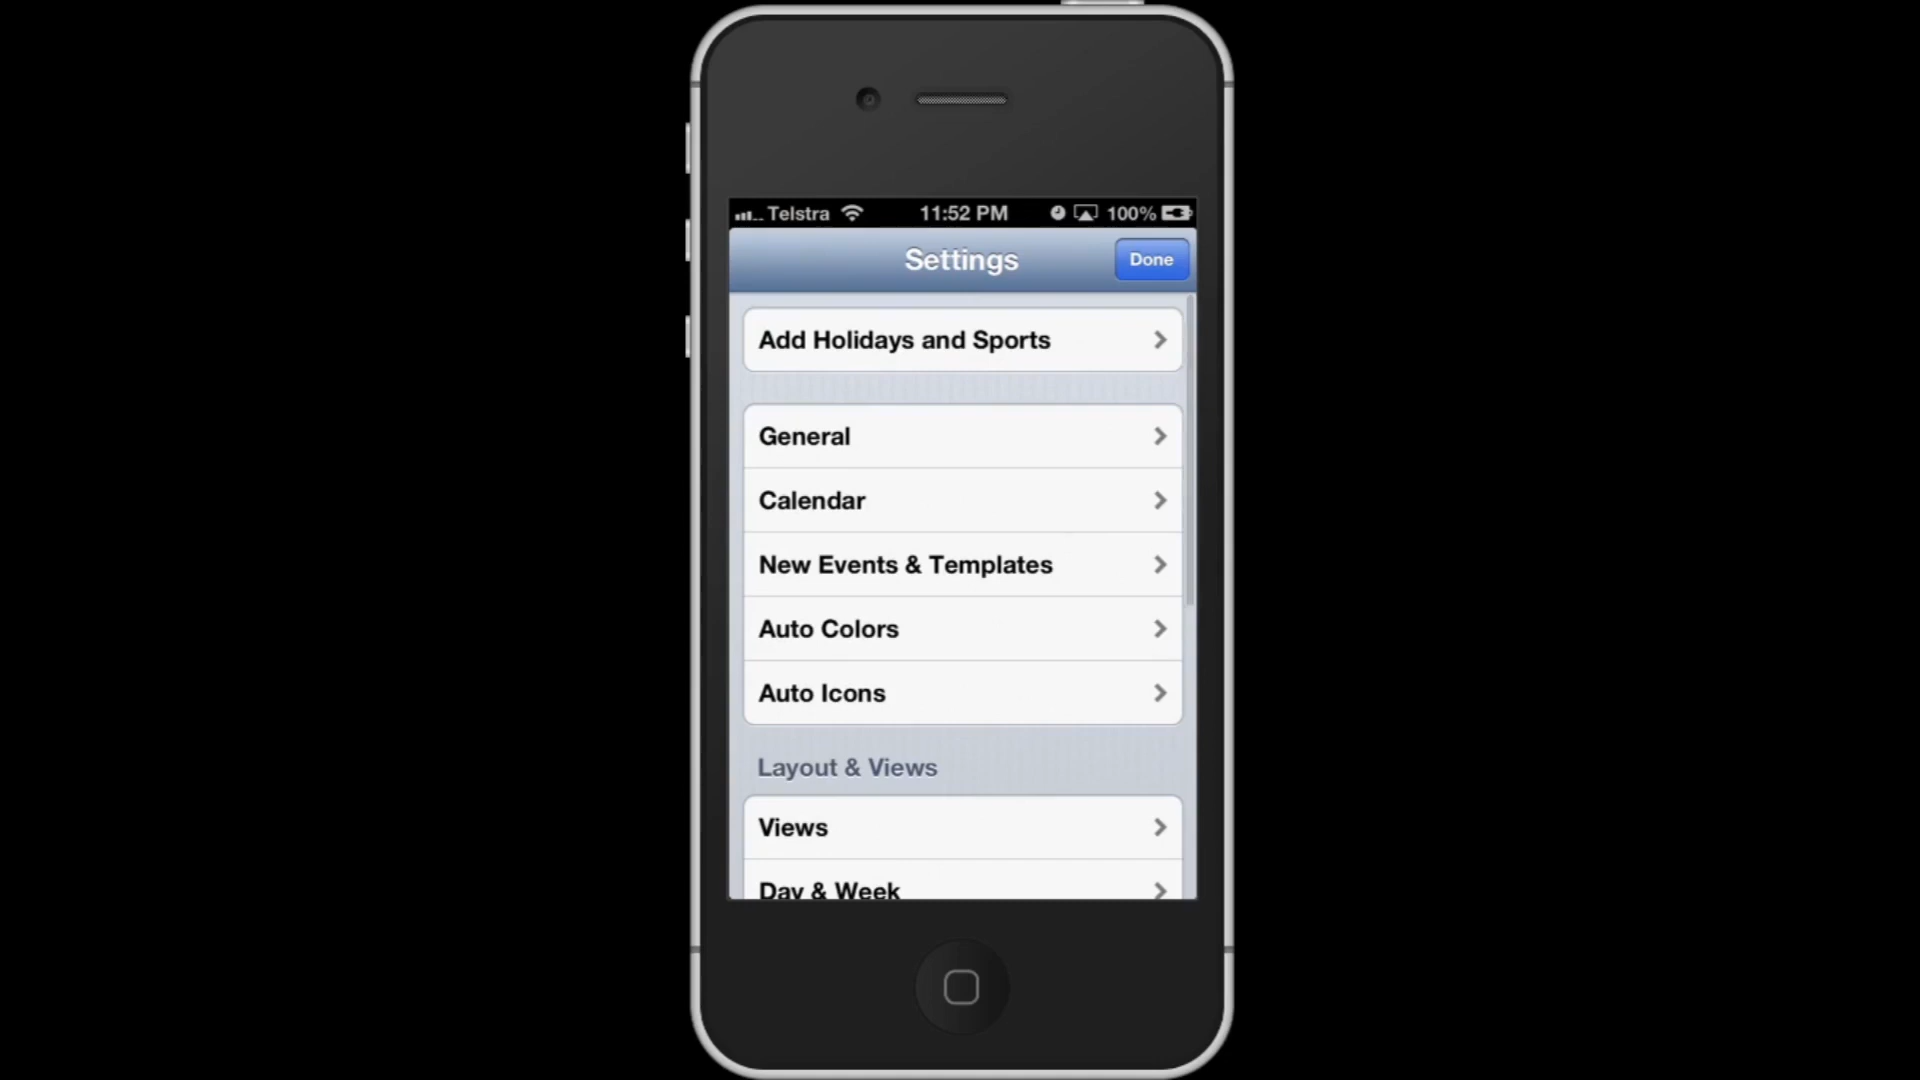 Telstra 11:52 PM 100%
Settings Done
Add Holidays and Sports
General
Calendar
New Events & Templates
Auto Colors
Auto Icons
Layout & Views
Views
Day & Week